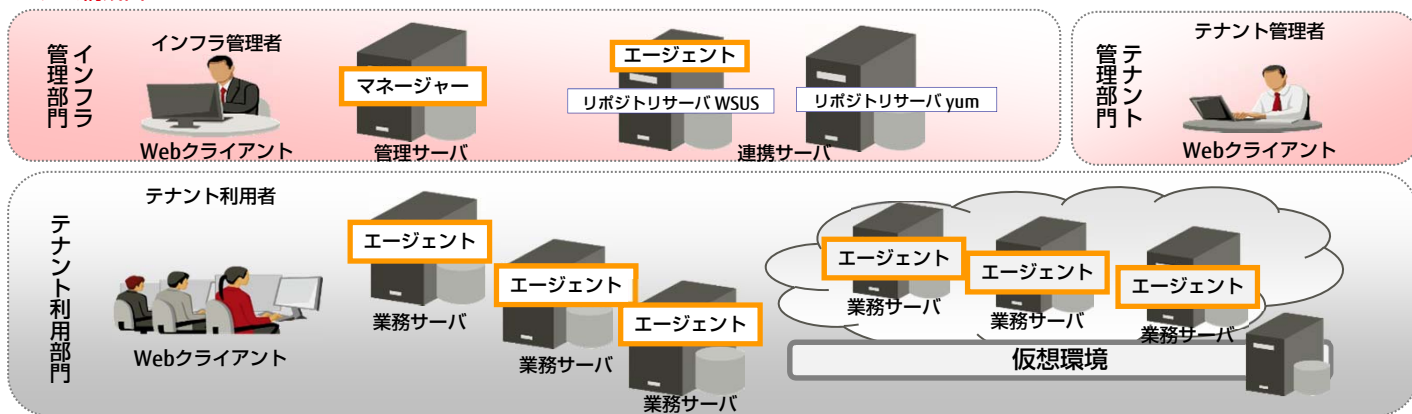 インフラ
管理部門
インフラ管理者
Webクライアント
マネージャー
管理サーバ
エージェント
リポジトリサーバ WSUS
リポジトリサーバ yum
連携サーバ
テナント
管理部門
テナント管理者
Webクライアント
テナント利用部門
テナント利用者
Webクライアント
エージェント
業務サーバ
エージェント
業務サーバ
エージェント
業務サーバ
エージェント
業務サーバ
エージェント
業務サーバ
エージェント
業務サーバ
仮想環境